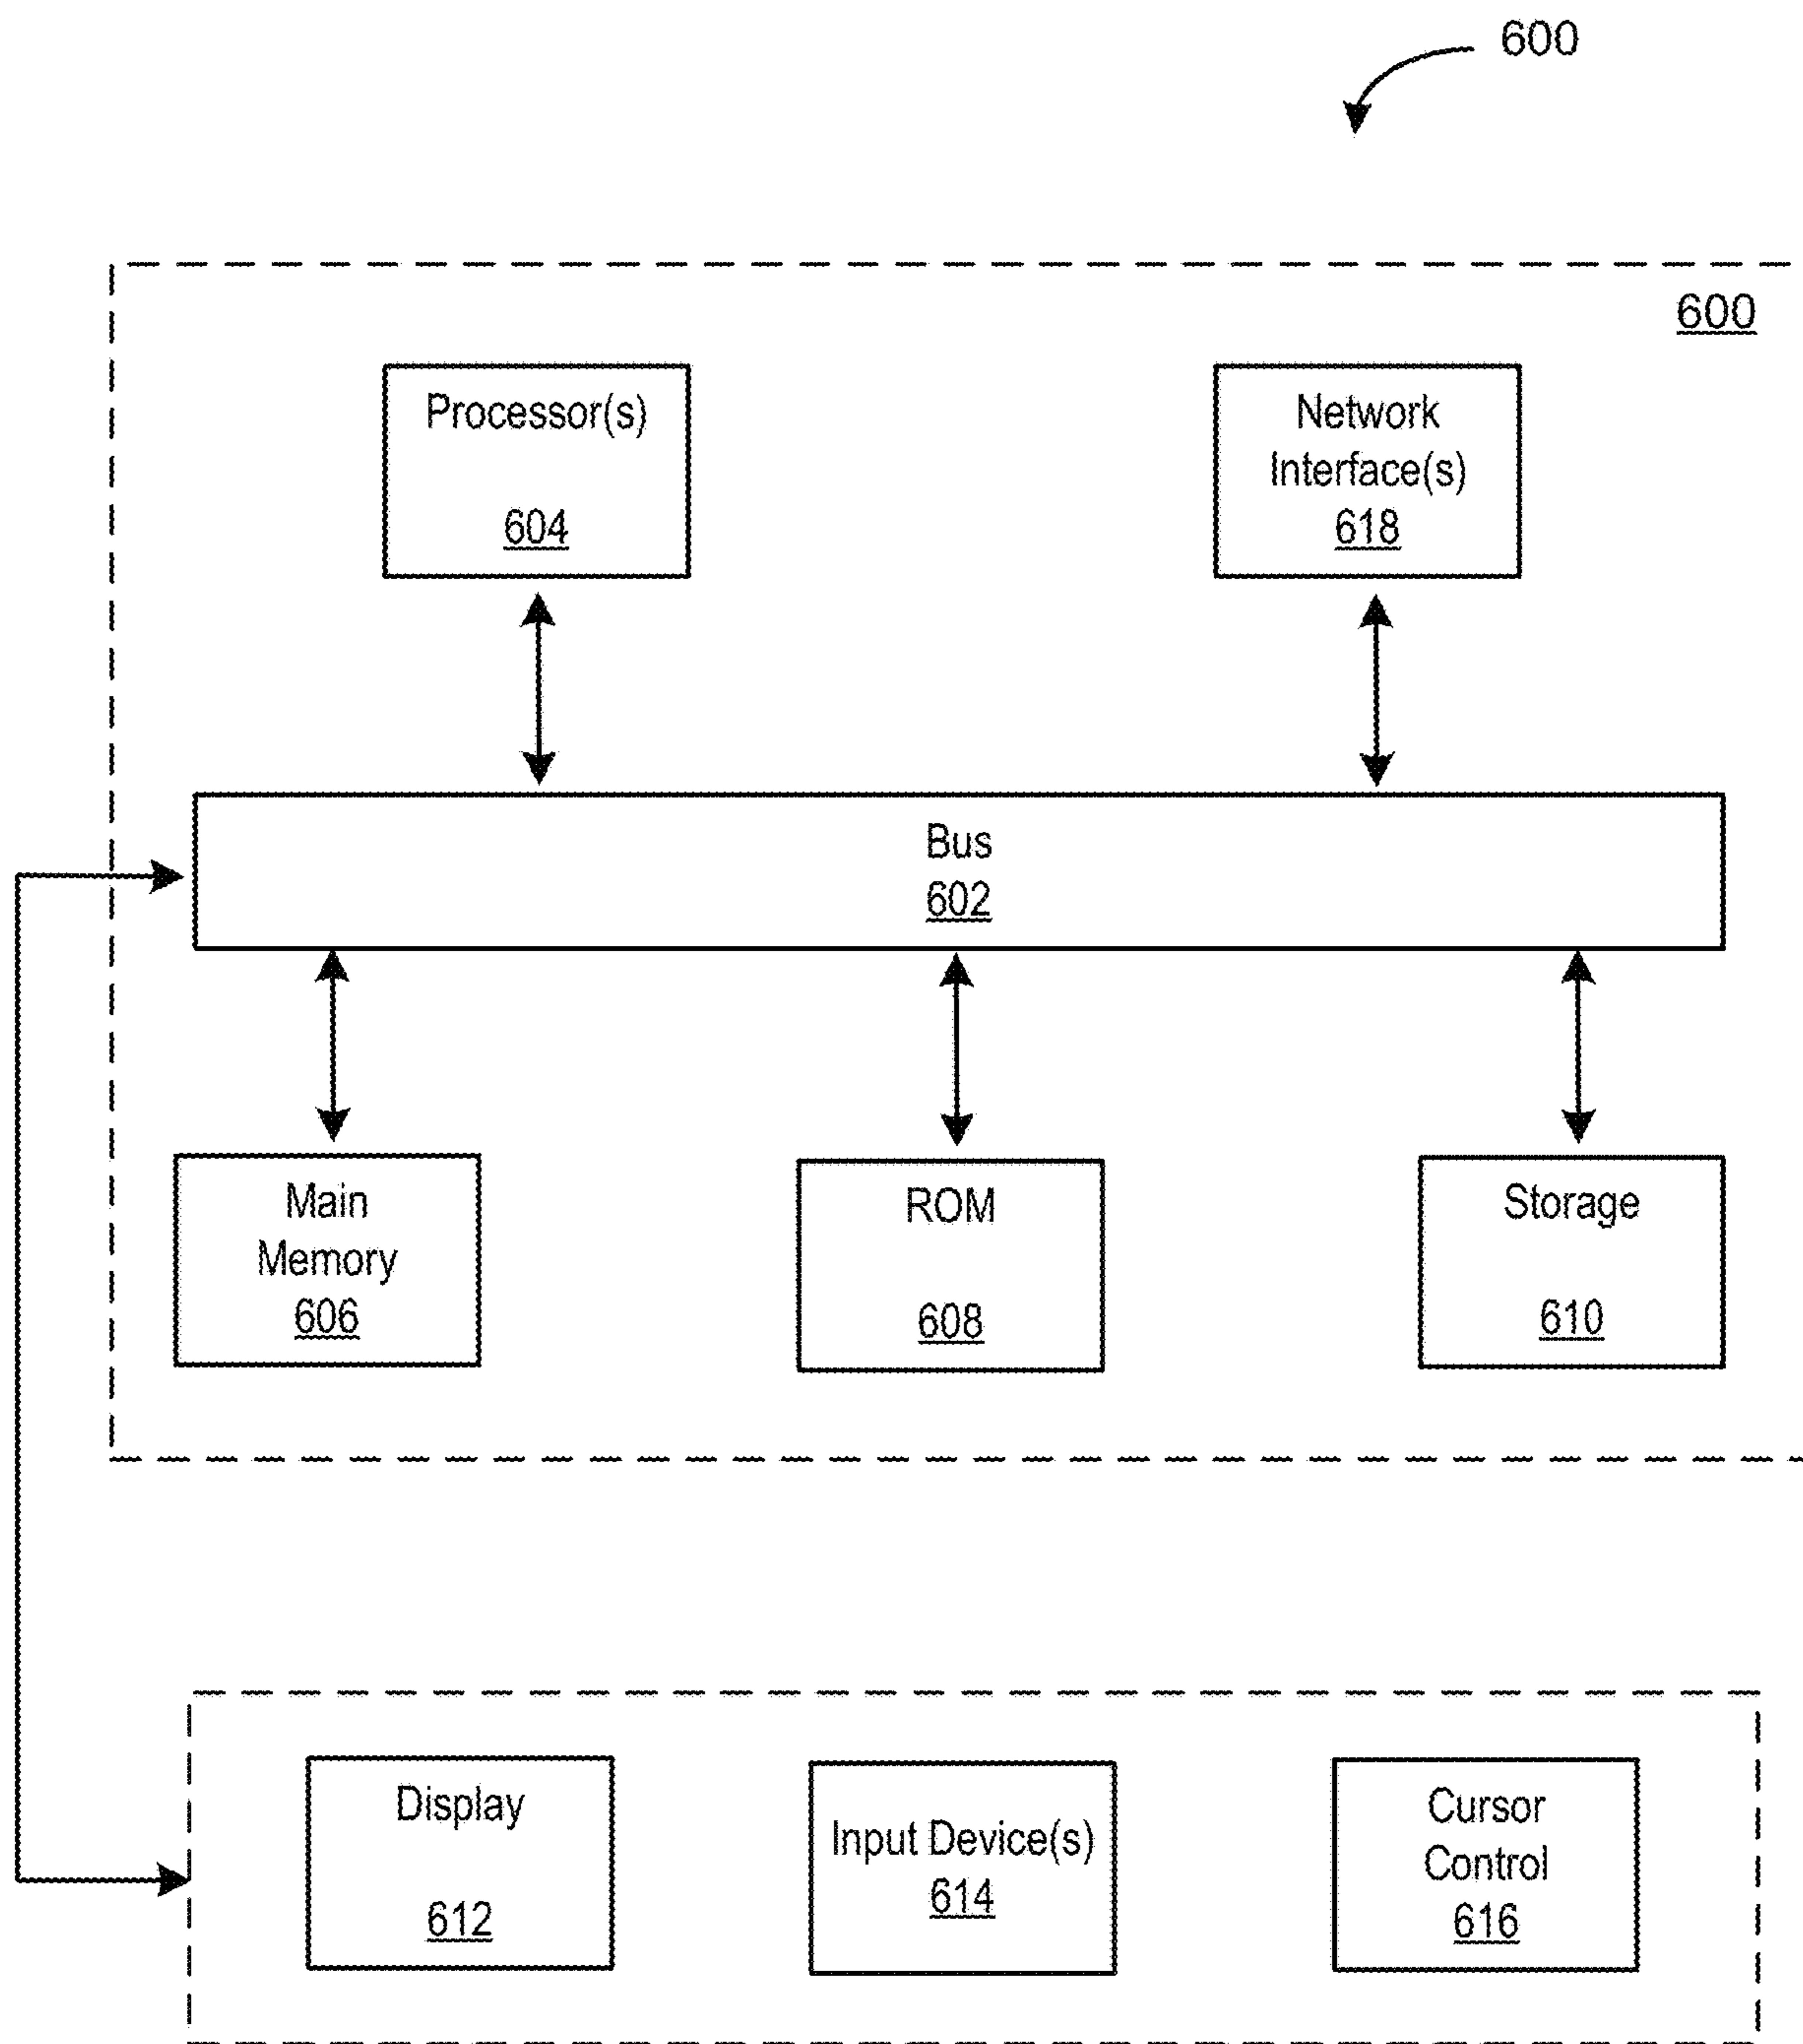 600
600
Processor(s)
604
Network
Interface(s)
618
Bus
602
Main
Memory
606
ROM
608
Storage
610
Display
612
Input Device(s)
614
Cursor
Control
616